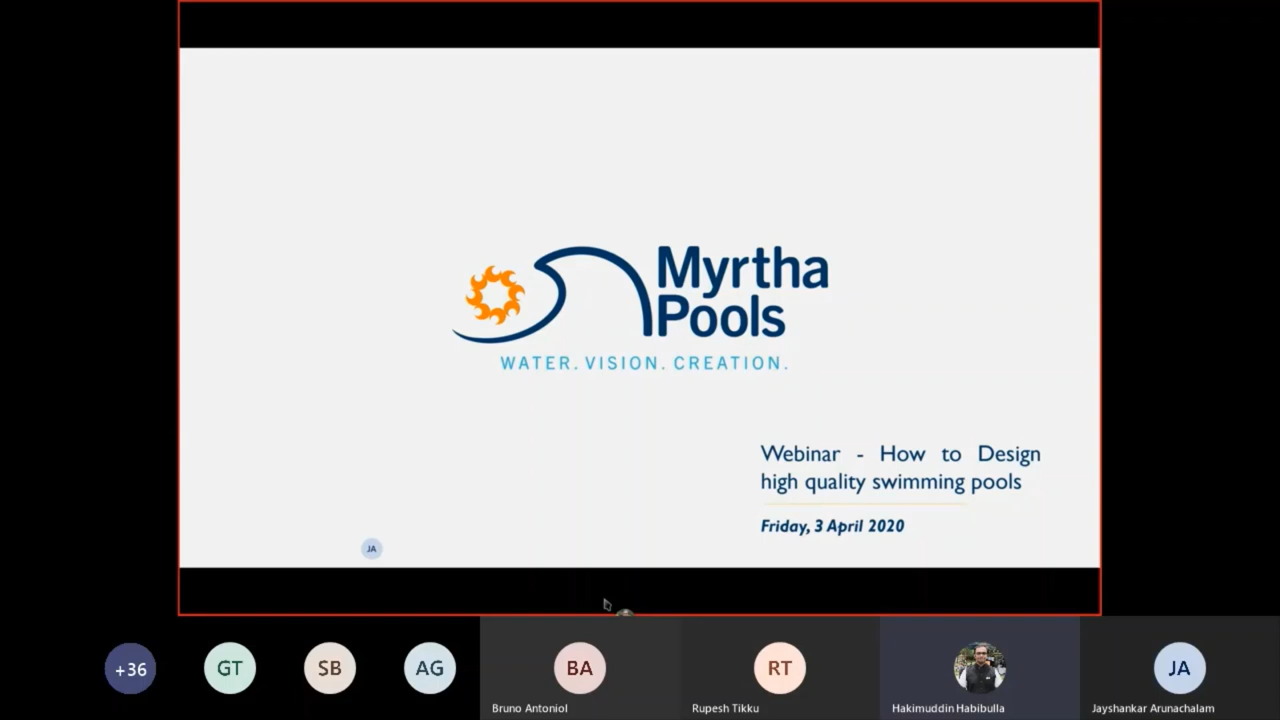 Myrtha
Pools
WATER. VISION. CREATION.
Webinar - How to Design
high quality swimming pools
Friday, 3 April 2020
JA
+36
GT
SB
AG
BA
RT
JA
Bruno Antoniol
Rupesh Tikku
Hakimuddin Habibulla
Jayshankar Arunachalam